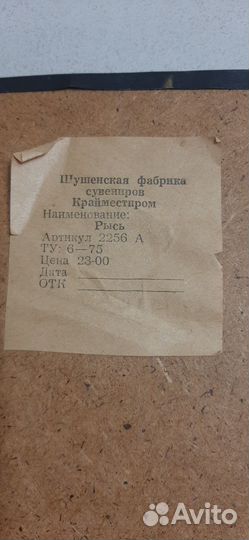 Шушенская фабрика
сувениров
Крайместпром
Наименование:
Рысь
Артикул 2256 А
ТУ: 6—75
Цена 23-00
Дата
ОТК
Avito